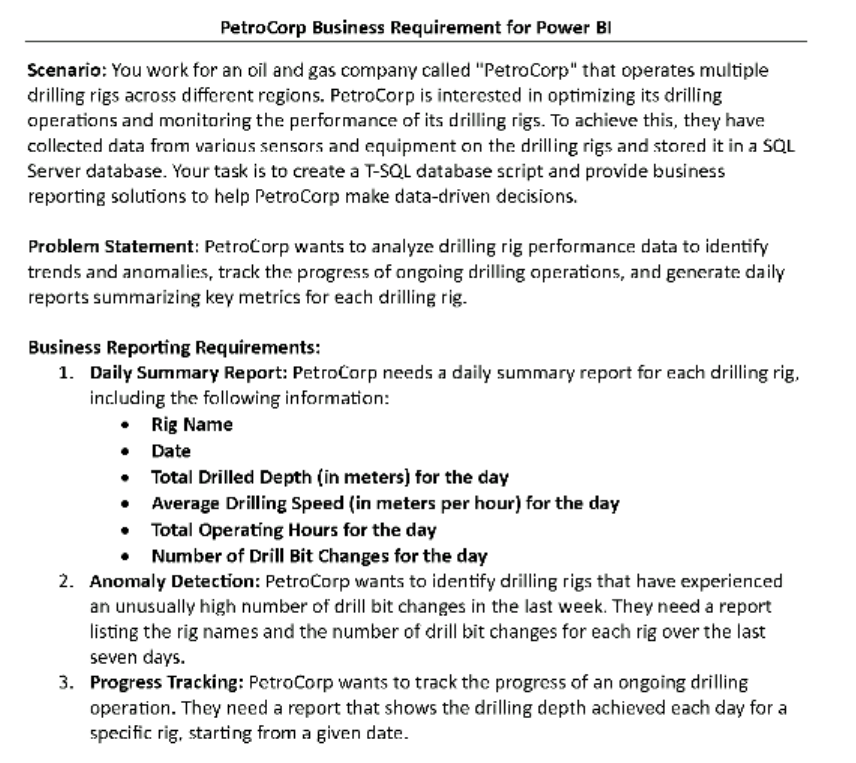 PetroCorp Business Requirement for Power BI
Scenario: You work for an oil and gas company called "PetroCorp" that operates multiple
drilling rigs across different regions. PetroCorp is interested in optimizing its drilling
operations and monitoring the performance of its drilling rigs. To achieve this, they have
collected data from various sensors and equipment on the drilling rigs and stored it in a SQL
Server database. Your task is to create a T-SQL database script and provide business
reporting solutions to help PetroCorp make data-driven decisions.
Problem Statement: PetroCorp wants to analyze drilling rig performance data to identify
trends and anomalies, track the progress of ongoing drilling operations, and generate daily
reports summarizing key metrics for each drilling rig.
Business Reporting Requirements:
1. Daily Summary Report: PetroCorp needs a daily summary report for each drilling rig,
including the following information:
• Rig Name
• Date
• Total Drilled Depth (in meters) for the day
• Average Drilling Speed (in meters per hour) for the day
• Total Operating Hours for the day
• Number of Drill Bit Changes for the day
2. Anomaly Detection: PetroCorp wants to identify drilling rigs that have experienced
an unusually high number of drill bit changes in the last week. They need a report
listing the rig names and the number of drill bit changes for each rig over the last
seven days.
3. Progress Tracking: PetroCorp wants to track the progress of an ongoing drilling
operation. They need a report that shows the drilling depth achieved each day for a
specific rig, starting from a given date.